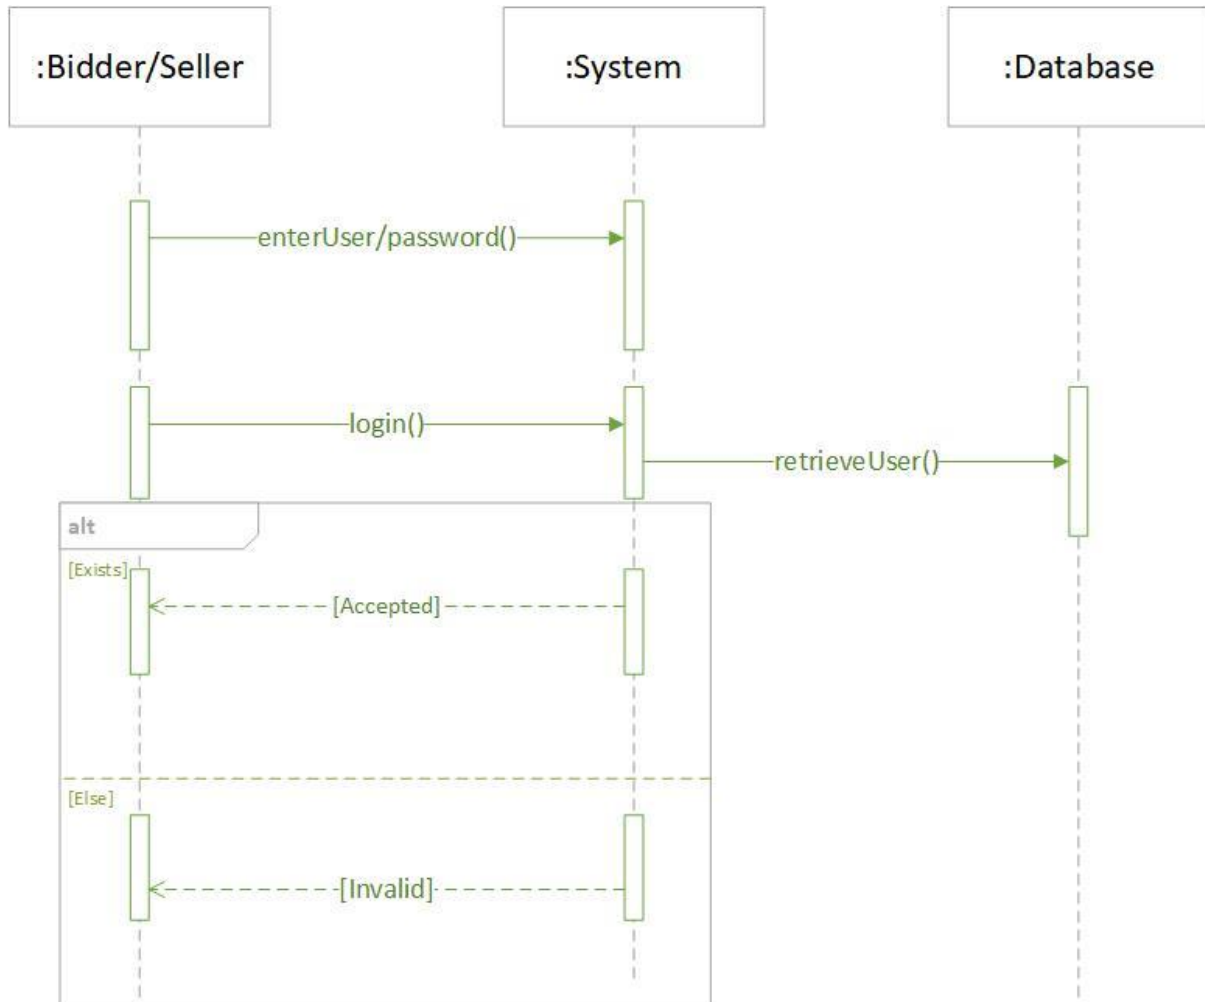 :Bidder/Seller
:System
:Database
enterUser/password()
login()
retrieveUser()
alt
[Exists]
[Accepted]
[Else]
[Invalid]